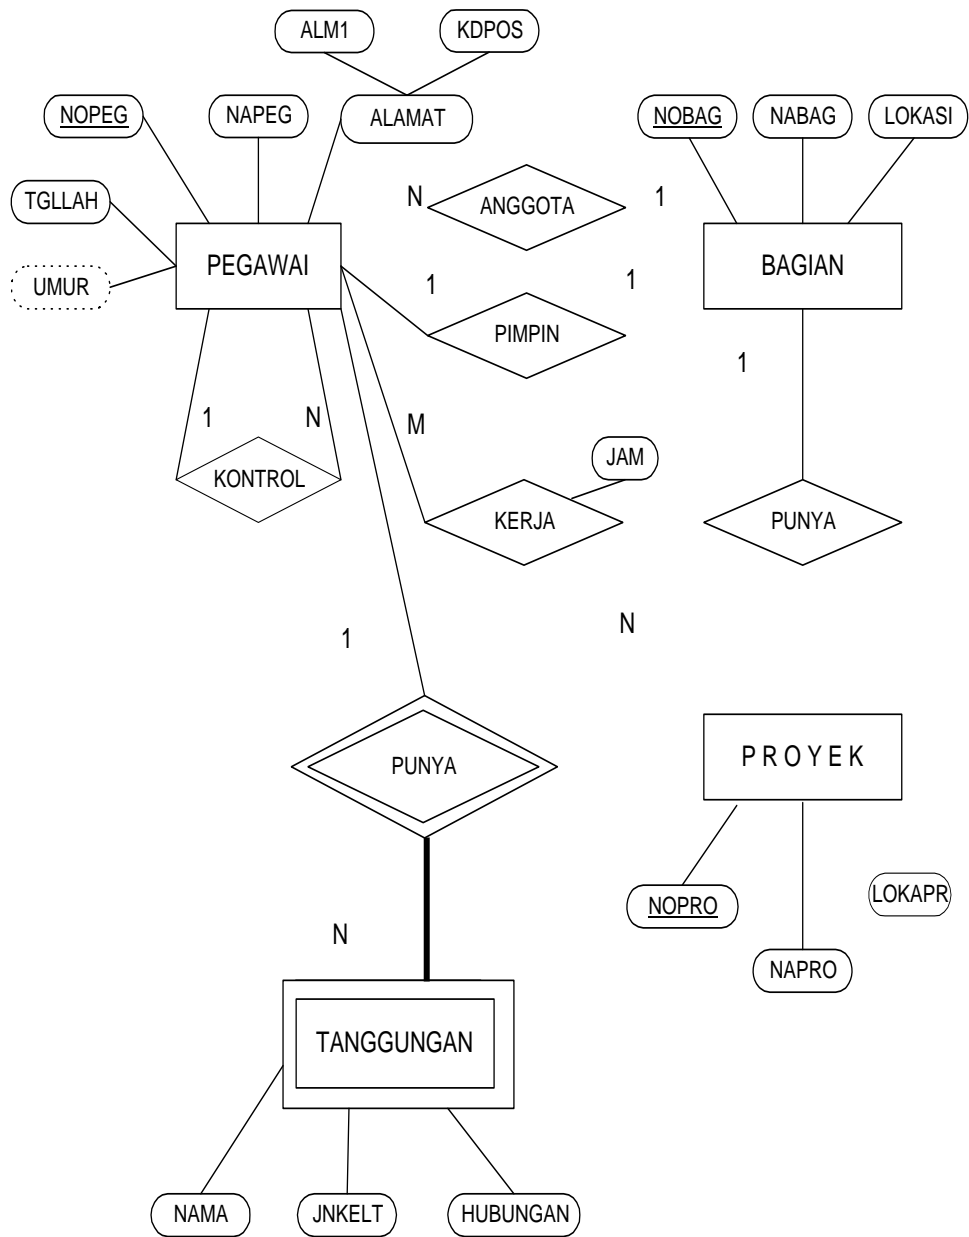 ALM1
KDPOS
NOPEG
NAPEG
ALAMAT
NOBAG
NABAG
LOKASI
TGLLAH
N
ANGGOTA
1
PEGAWAI
BAGIAN
UMUR
1
1
PIMPIN
1
1
N
M
JAM
KONTROL
KERJA
PUNYA
1
N
PUNYA
PROYEK
NOPRO
LOKAPR
N
NAPRO
TANGGUNGAN
NAMA
JNKELT
HUBUNGAN